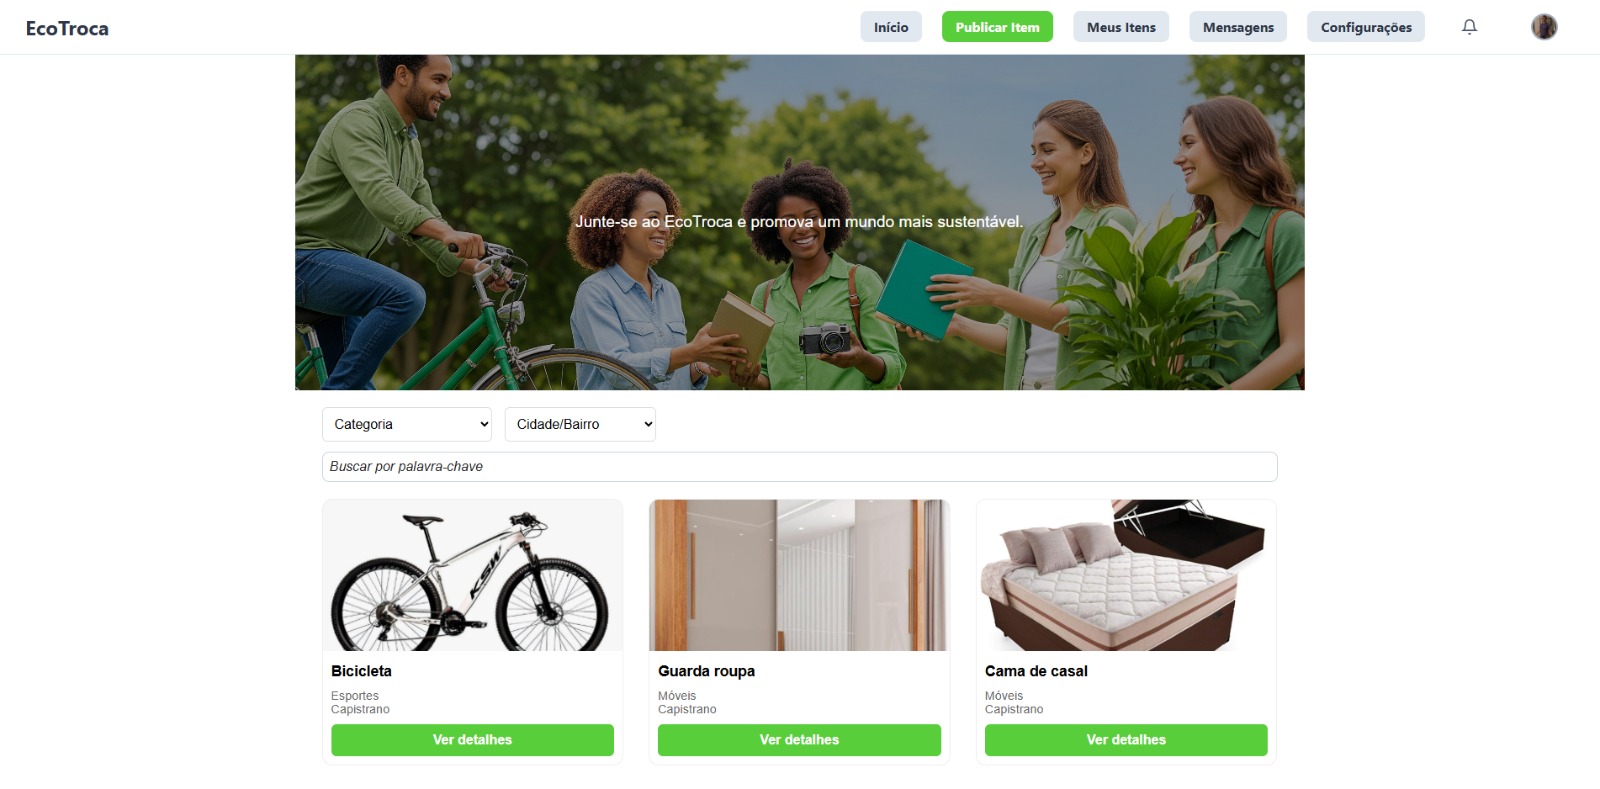 EcoTroca
Início
Publicar Item
Meus Itens
Mensagens
Configurações
Junte-se ao EcoTroca e promova um mundo mais sustentável.
Categoria
Cidade/Bairro
Buscar por palavra-chave
KSW
Bicicleta
Esportes
Capistrano
Ver detalhes
Guarda roupa
Móveis
Capistrano
Ver detalhes
Cama de casal
Móveis
Capistrano
Ver detalhes